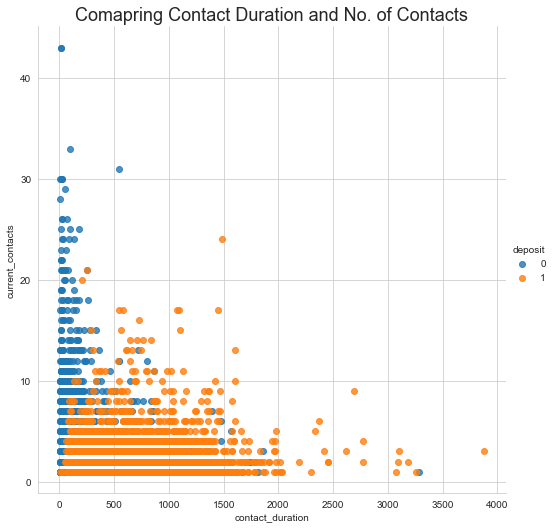 Comapring Contact Duration and No. of Contacts
40
30
20
10
0
current_contacts
0 500 1000 1500 2000 2500 3000 3500 4000
contact_duration
deposit
0
1